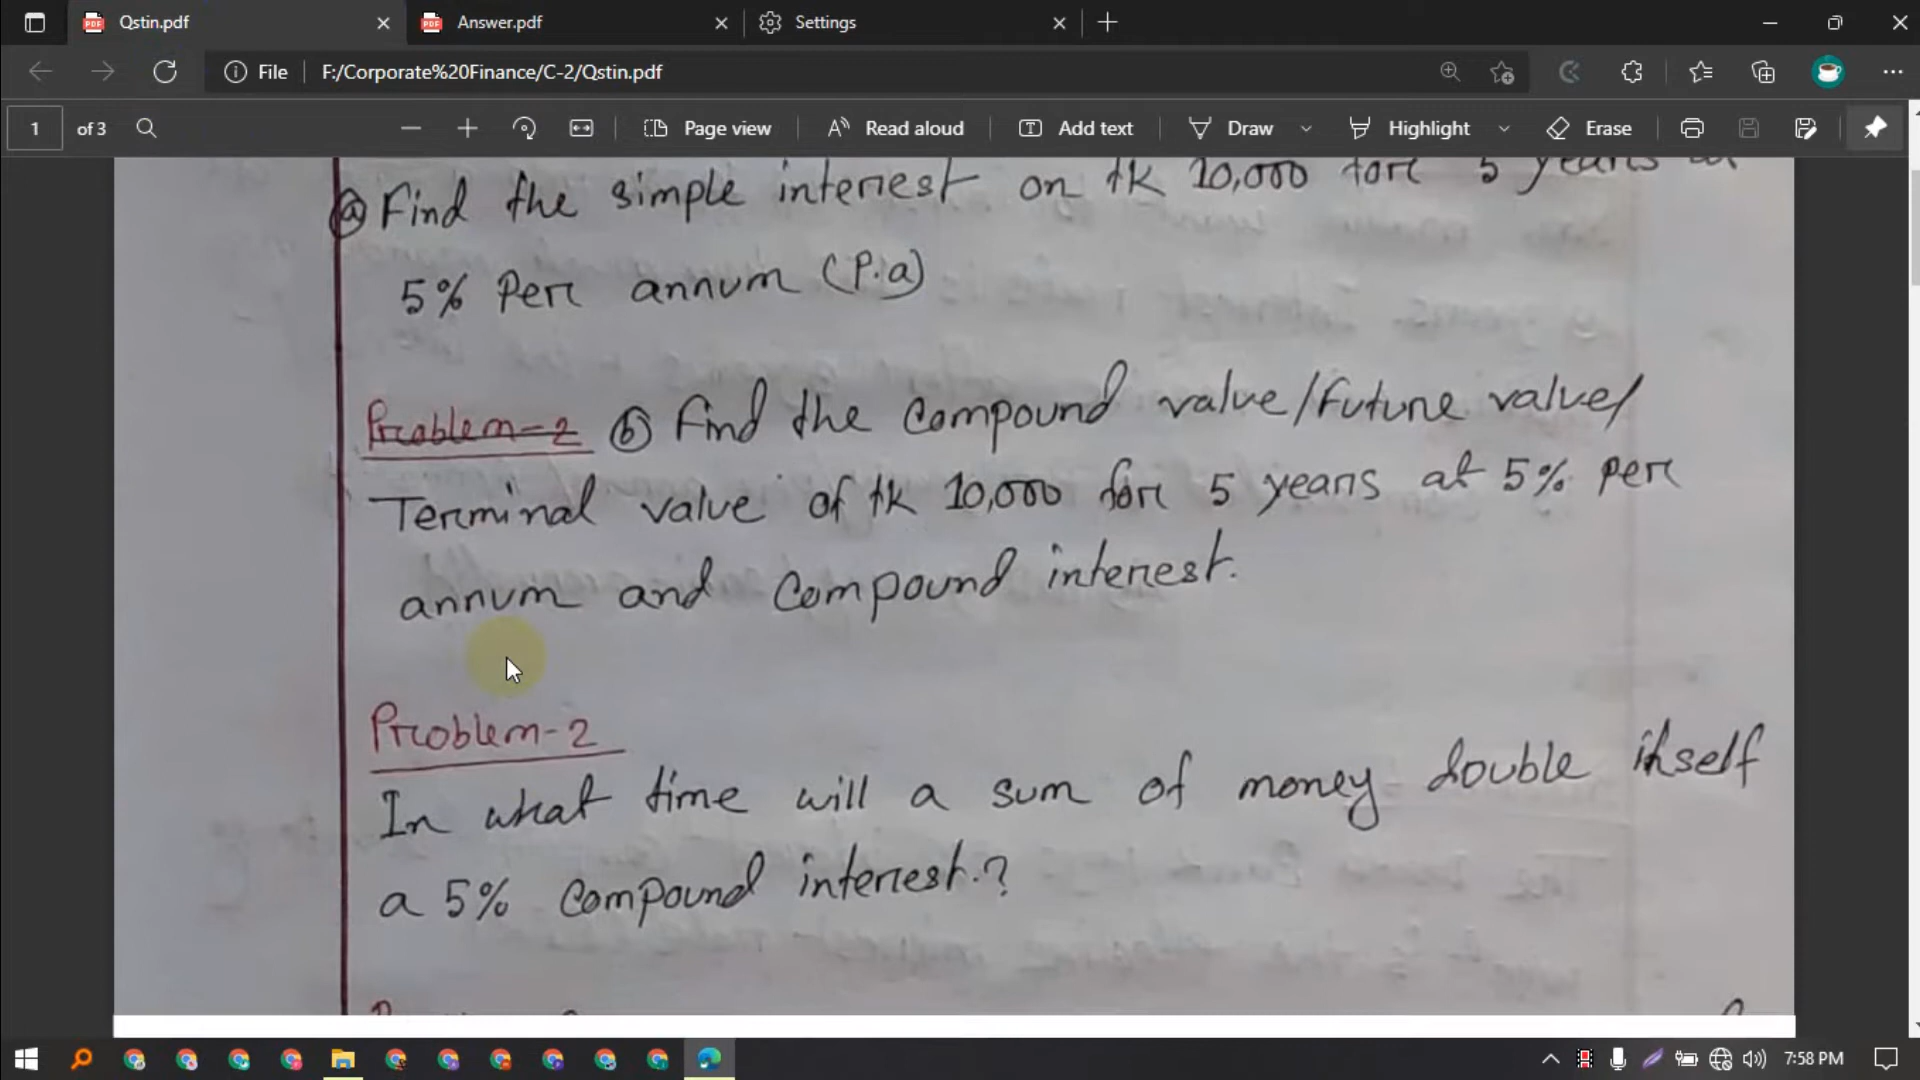 Qstin.pdf
Answer.pdf
Settings
File
F:/Corporate%20Finance/C-2/Qstin.pdf
1 of 3
Page view
Read aloud
Add text
Draw
Highlight
Erase
(a) Find the simple interest on tk 10,000 for 5 years at
5% Per annum (P.a)
Problem-2 (b) Find the compound value/Future value/
Terminal value of tk 10,000 for 5 years at 5% per
annum and compound interest.
Problem-2
In what time will a sum of money double itself
a 5% compound interest.?
7:58 PM